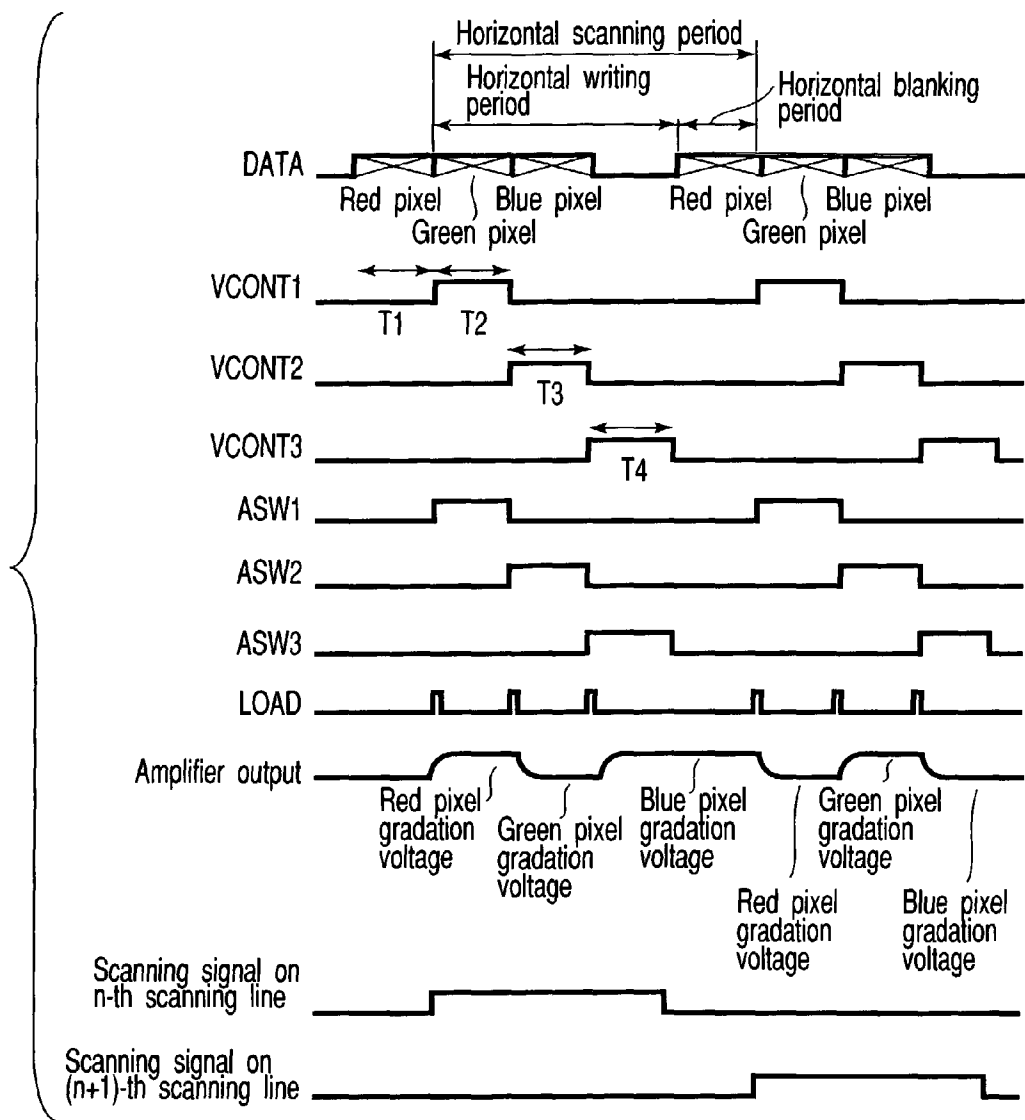 Horizontal scanning period
Horizontal writing
period
Horizontal blanking
period
DATA
Red pixel
Blue pixel
Red pixel
Blue pixel
Green pixel
Green pixel
VCONT1
T1
T2
VCONT2
T3
VCONT3
T4
ASW1
ASW2
ASW3
LOAD
Amplifier output
Red pixel
gradation
voltage
Green pixel
gradation
voltage
Blue pixel
gradation
voltage
Red pixel
gradation
voltage
Green pixel
gradation
voltage
Blue pixel
gradation
voltage
Scanning signal on
n-th scanning line
Scanning signal on
(n+1)-th scanning line